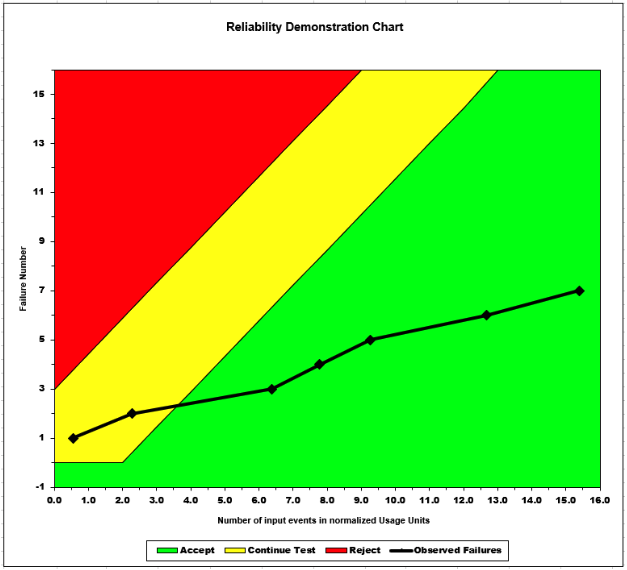 Reliability Demonstration Chart
15
13
11
9
7
5
3
1
-1
Failure Number
0.0 1.0 2.0 3.0 4.0 5.0 6.0 7.0 8.0 9.0 10.0 11.0 12.0 13.0 14.0 15.0 16.0
Number of input events in normalized Usage Units
Accept Continue Test Reject Observed Failures